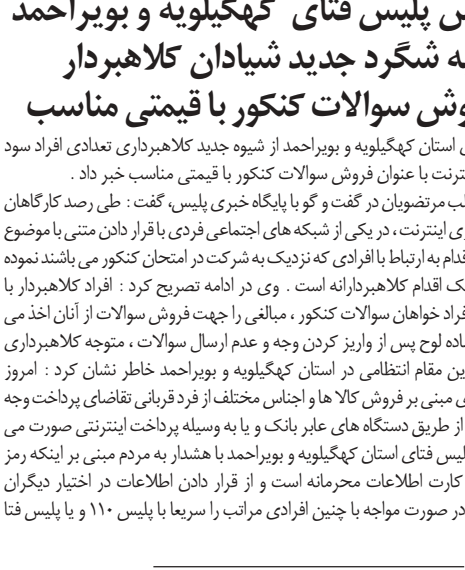 پلیس فتای کهگیلویه و بویراحمد
شگرد جدید شیادان کلاهبردار
سوالات کنکور با قیمتی مناسب
استان کهگیلویه و بویراحمد از شیوه جدید کلاهبرداری تعدادی افراد سود
با عنوان فروش سوالات کنکور با قیمتی مناسب خبر داد .
مرتضویان در گفت و گو با پایگاه خبری پلیس، گفت : طی رصد کارگاهان
اینترنت ، در یکی از شبکه های اجتماعی فردی با قرار دادن متنی با موضوع
به ارتباط با افرادی که نزدیک به شرکت در امتحان کنکور می باشند نموده
اقدام کلاهبردارانه است . وی در ادامه تصریح کرد : افراد کلاهبردار با
خواهان سوالات کنکور ، مبالغی را جهت فروش سوالات از آنان اخذ می
لوح پس از واریز کردن وجه و عدم ارسال سوالات ، متوجه کلاهبرداری
مقام انتظامی در استان کهگیلویه و بویراحمد خاطر نشان کرد : امروز
مبنی بر فروش کالا ها و اجناس مختلف از فرد قربانی تقاضای پرداخت وجه
از طریق دستگاه های عابر بانک و یا به وسیله پرداخت اینترنتی صورت می
فتای استان کهگیلویه و بویراحمد با هشدار به مردم مبنی بر اینکه رمز
کارت اطلاعات محرمانه است و از قرار دادن اطلاعات در اختیار دیگران
در صورت مواجه با چنین افرادی مراتب را سریعا با پلیس ۱۱۰ و یا پلیس فتا